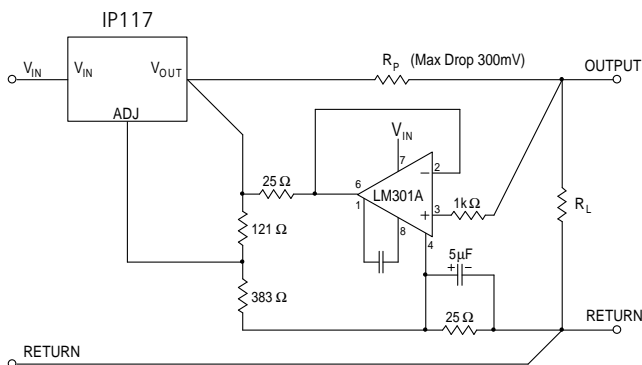 IP117
V_IN
V_IN
V_OUT
ADJ
R_P (Max Drop 300mV)
OUTPUT
V_IN
7
2
6
25 Ω
LM301A
−
+
1
8
3
4
1k Ω
R_L
121 Ω
5μF
+ −
383 Ω
25 Ω
RETURN
RETURN